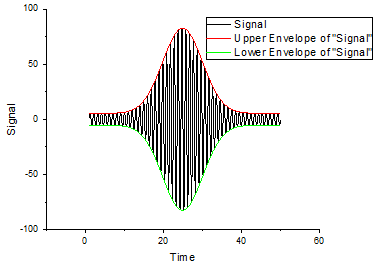 100
Signal
Upper Envelope of "Signal"
Lower Envelope of "Signal"
50
0
-50
-100
Signal
0
20
40
60
Time